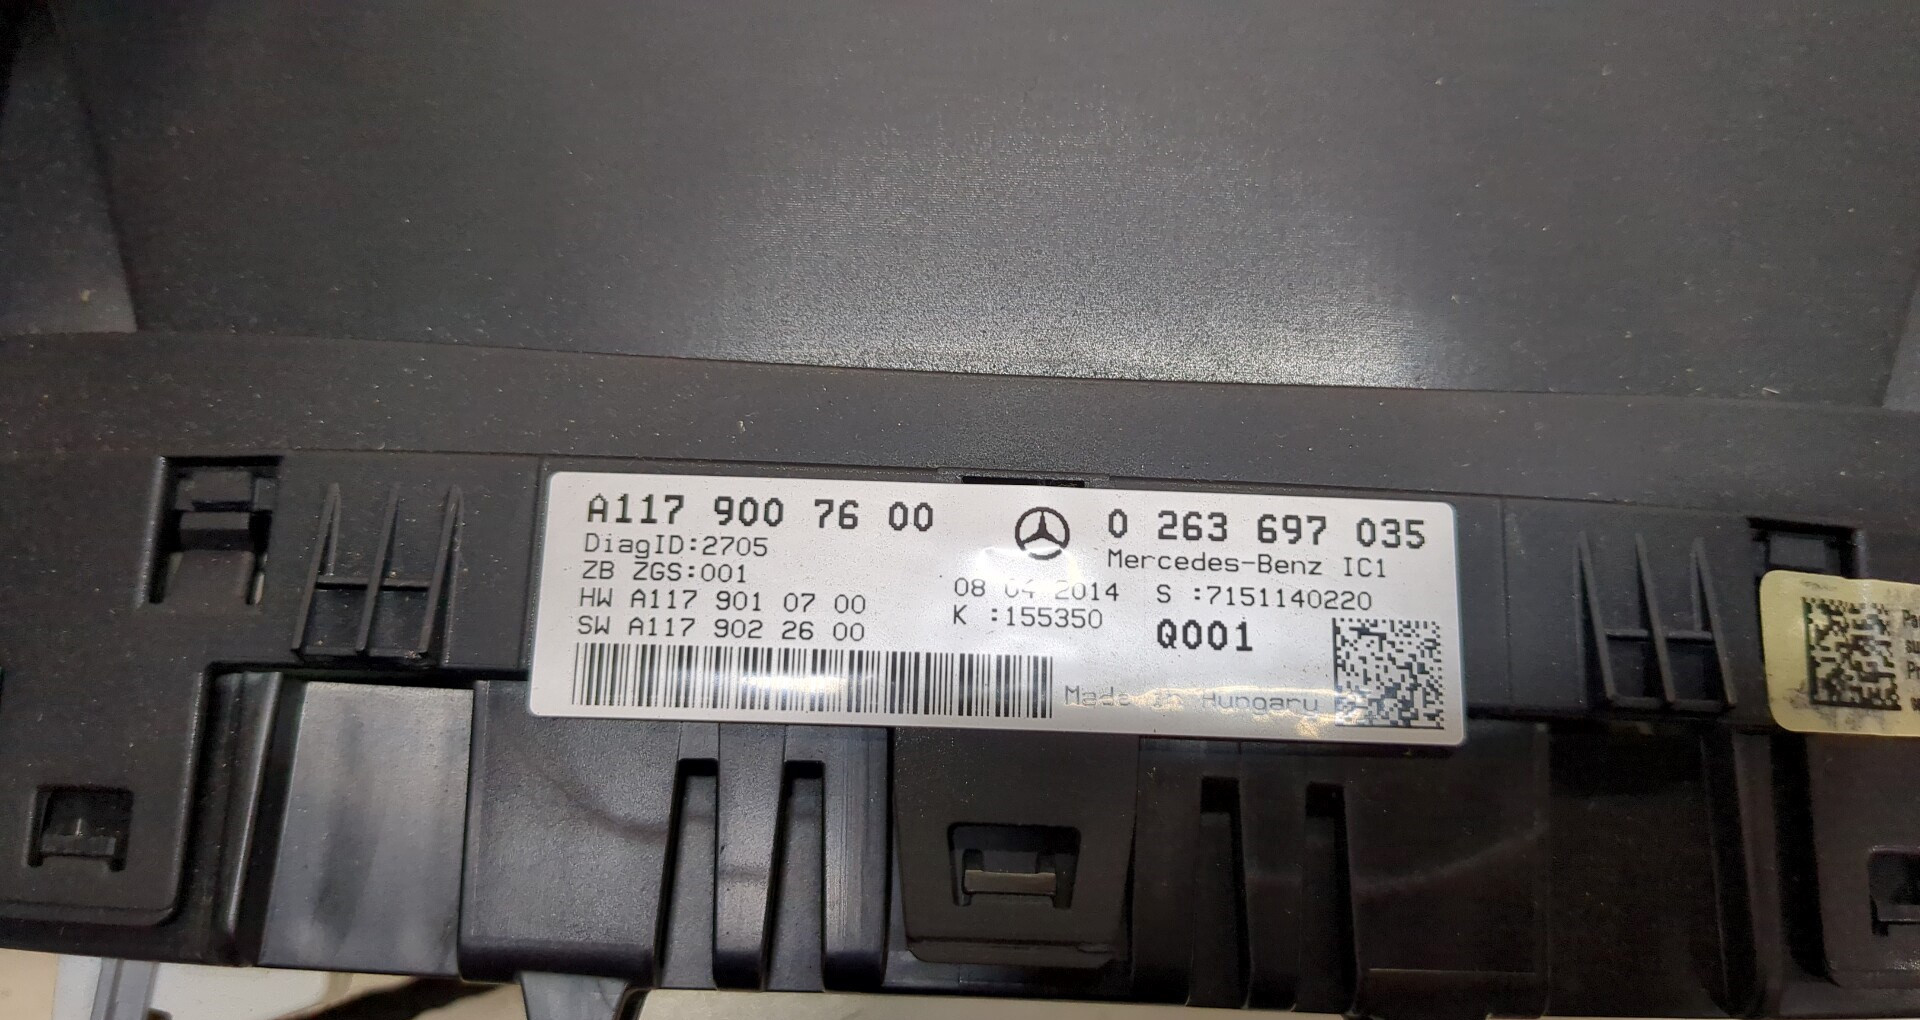 A117 900 76 00
DiagID:2705
ZB ZGS:001
HW A117 901 07 00
SW A117 902 26 00
0 263 697 035
Mercedes-Benz IC1
08 04 2014 S :7151140220
K :155350
Q001
Made in Hungary